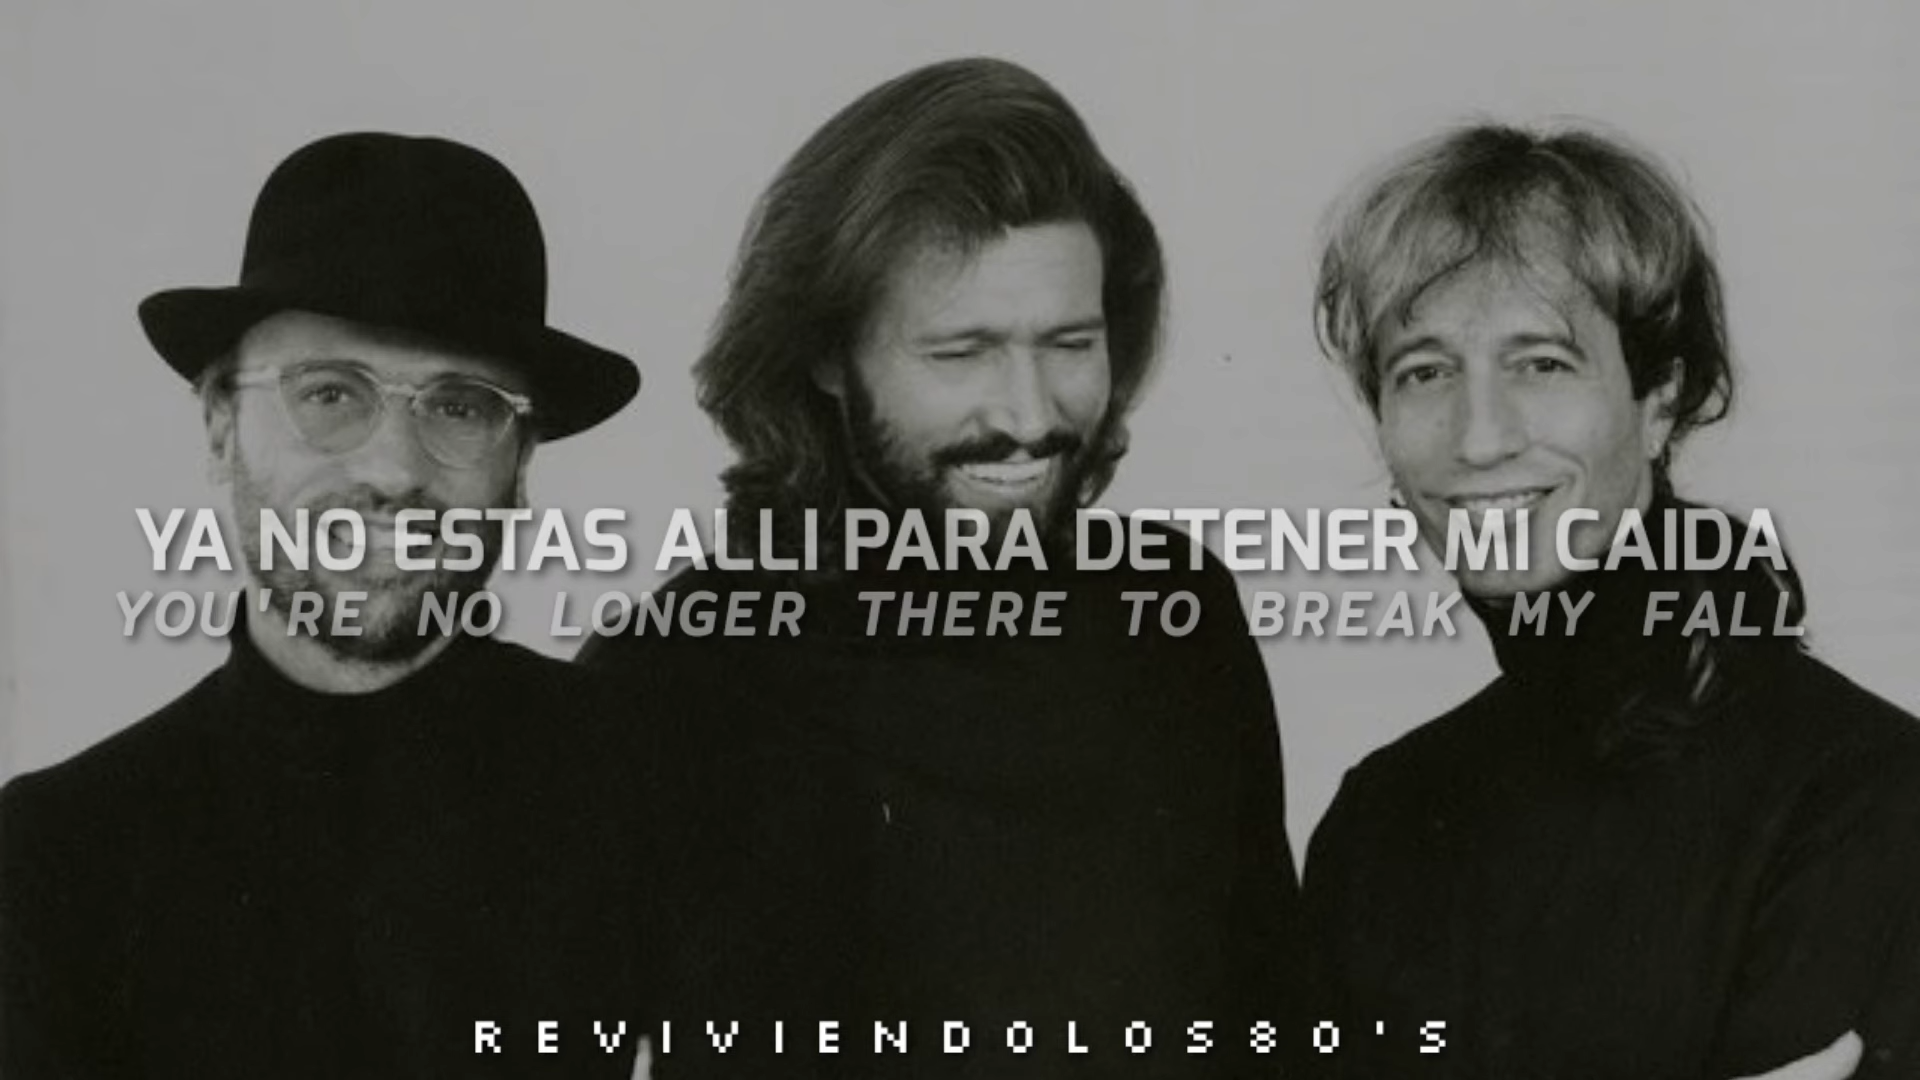 YA NO ESTAS ALLI PARA DETENER MI CAIDA
YOU'RE NO LONGER THERE TO BREAK MY FALL
REVIVIENDOLOS80'S